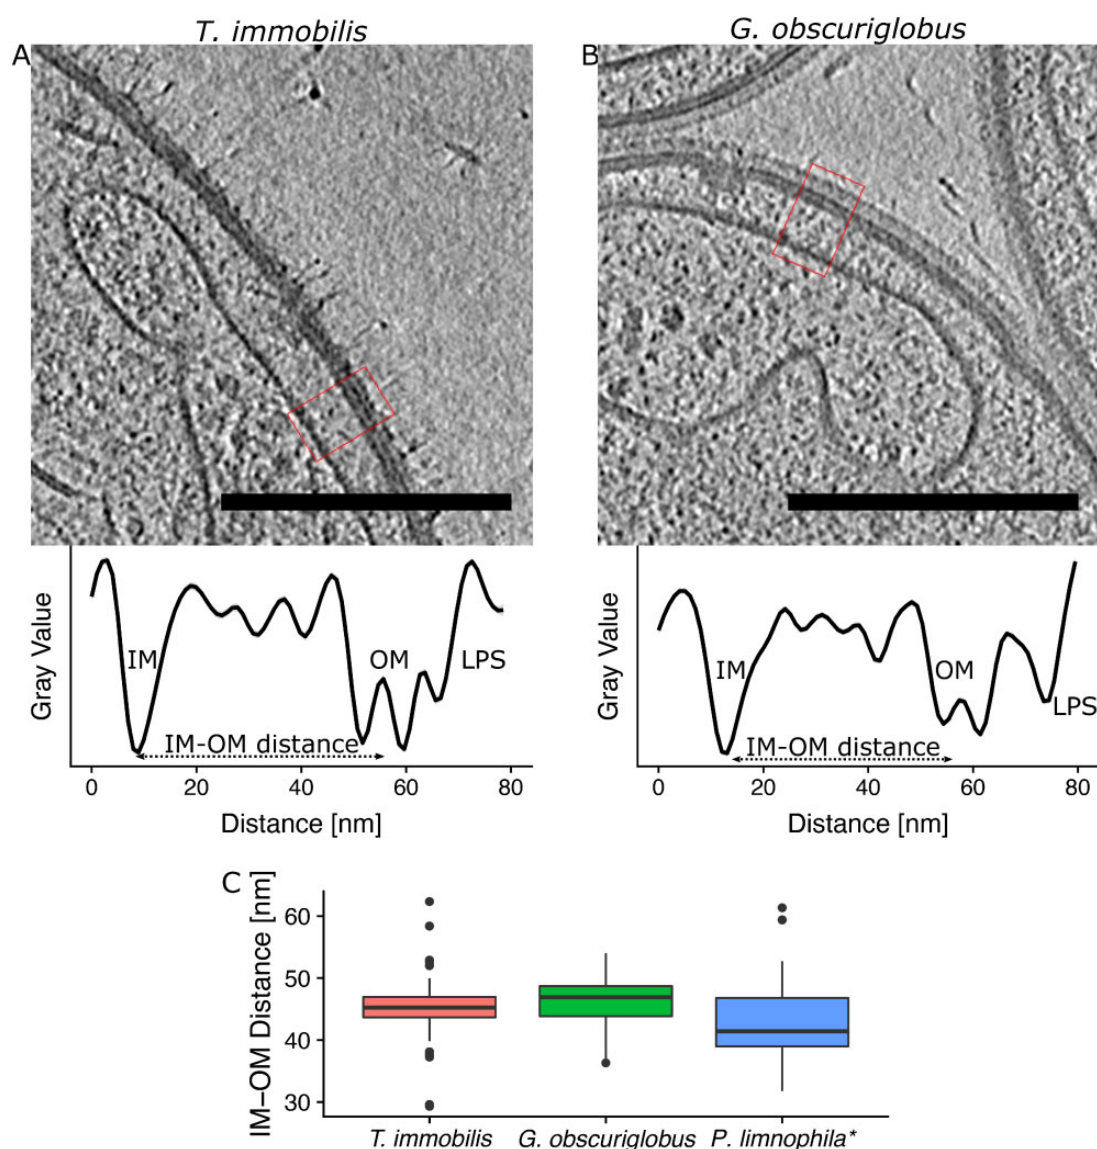 T. immobilis
G. obscuriglobus
A
B
Gray Value
IM
OM
LPS
IM-OM distance
0 20 40 60 80
Distance [nm]
Gray Value
IM
OM
LPS
IM-OM distance
0 20 40 60 80
Distance [nm]
C
IM−OM Distance [nm]
60
50
40
30
T. immobilis G. obscuriglobus P. limnophila*